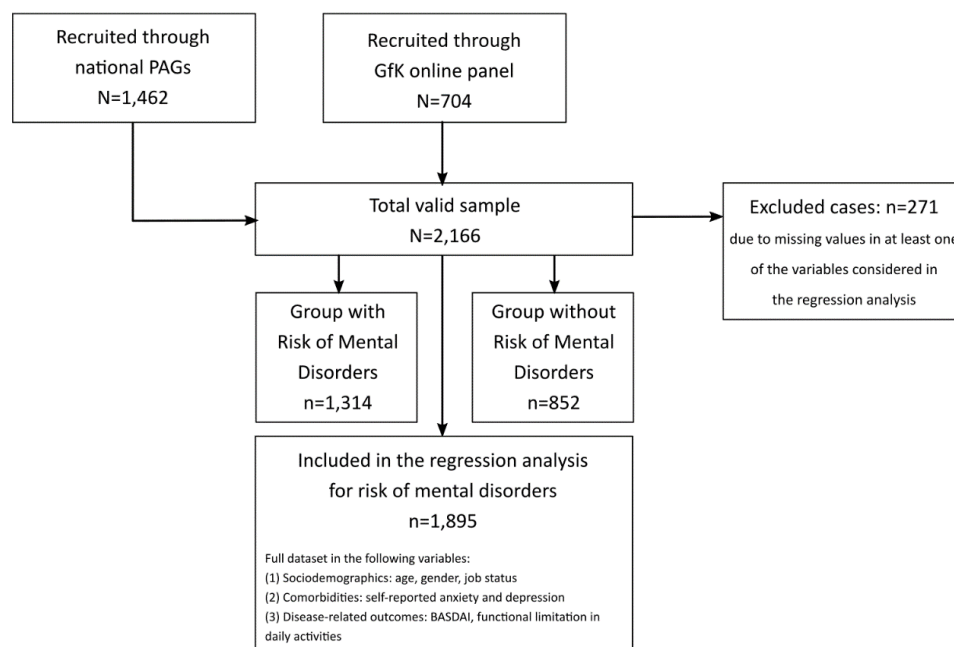 Recruited through
national PAGs
N=1,462
Recruited through
GfK online panel
N=704
Total valid sample
N=2,166
Excluded cases: n=271
due to missing values in at least one
of the variables considered in
the regression analysis
Group with
Risk of Mental
Disorders
n=1,314
Group without
Risk of Mental
Disorders
n=852
Included in the regression analysis
for risk of mental disorders
n=1,895
Full dataset in the following variables:
(1) Sociodemographics: age, gender, job status
(2) Comorbidities: self-reported anxiety and depression
(3) Disease-related outcomes: BASDAI, functional limitation in
daily activities